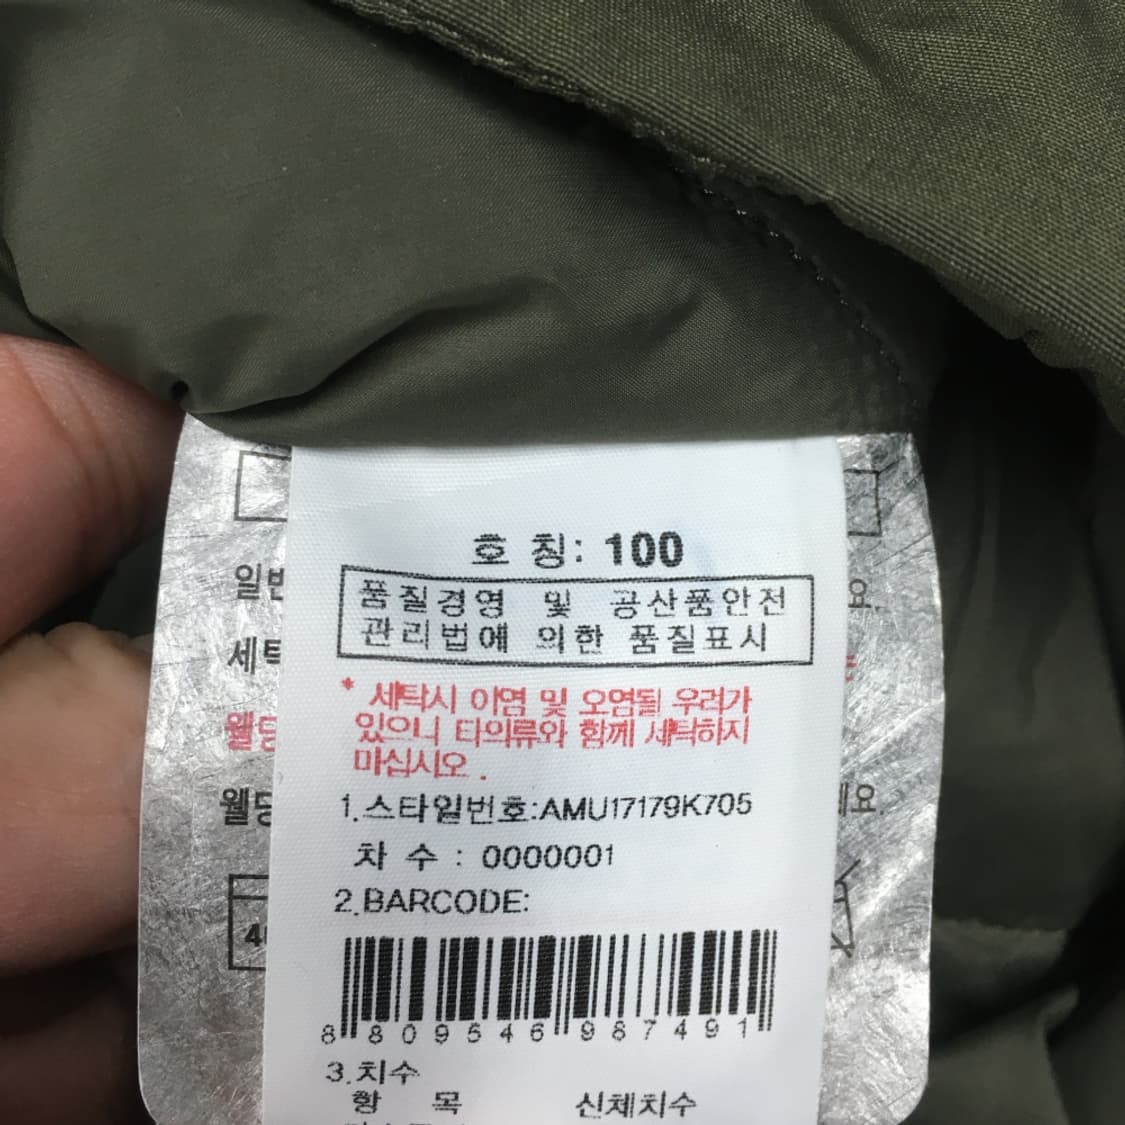 호 칭: 100
품질경영 및 공산품안전
관리법에 의한 품질표시
* 세탁시 이염 및 오염될 우려가
있으니 타의류와 함께 세탁하지
마십시오 .
1.스타일번호:AMU17179K705
차 수 : 0000001
2.BARCODE:
8 809546 987491
3.치수
항 목 신체치수